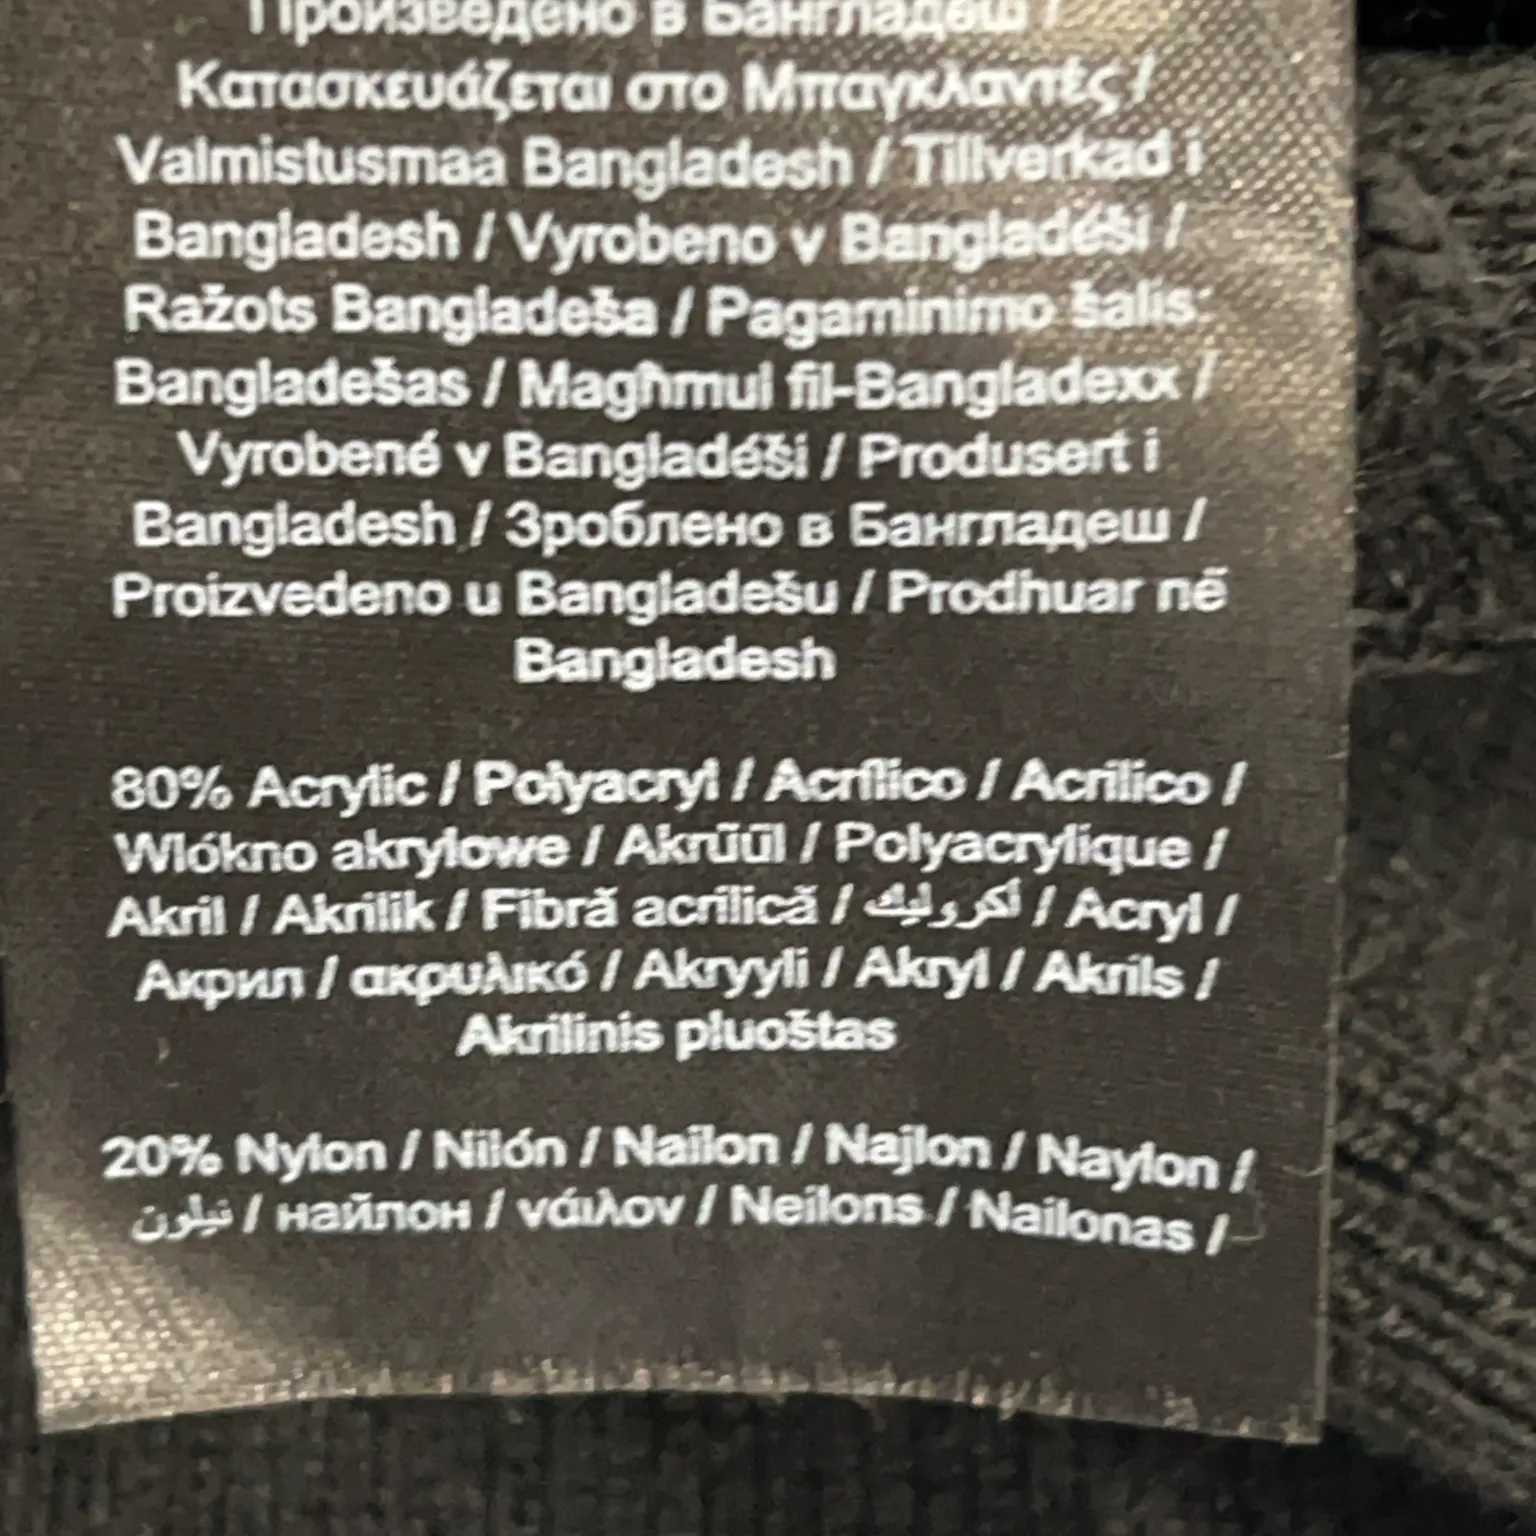 Произведено в Бангладеш /
Κατασκευάζεται στο Μπαγκλαντές /
Valmistusmaa Bangladesh / Tillverkad i
Bangladesh / Vyrobeno v Bangladéši /
Ražots Bangladeša / Pagaminimo šalis:
Bangladešas / Magħmul fil-Bangladexx /
Vyrobené v Bangladéši / Produsert i
Bangladesh / Зроблено в Бангладеш /
Proizvedeno u Bangladešu / Prodhuar në
Bangladesh
80% Acrylic / Polyacryl / Acrílico / Acrilico /
Wlókno akrylowe / Akrüül / Polyacrylique /
Akril / Akrilik / Fibră acrilică / أكروليك / Acryl /
Акрил / ακρυλικό / Akryyli / Akryl / Akrils /
Akrilinis pluoštas
20% Nylon / Nilón / Nailon / Najlon / Naylon /
نيلون / найлон / νάιλον / Neilons / Nailonas /